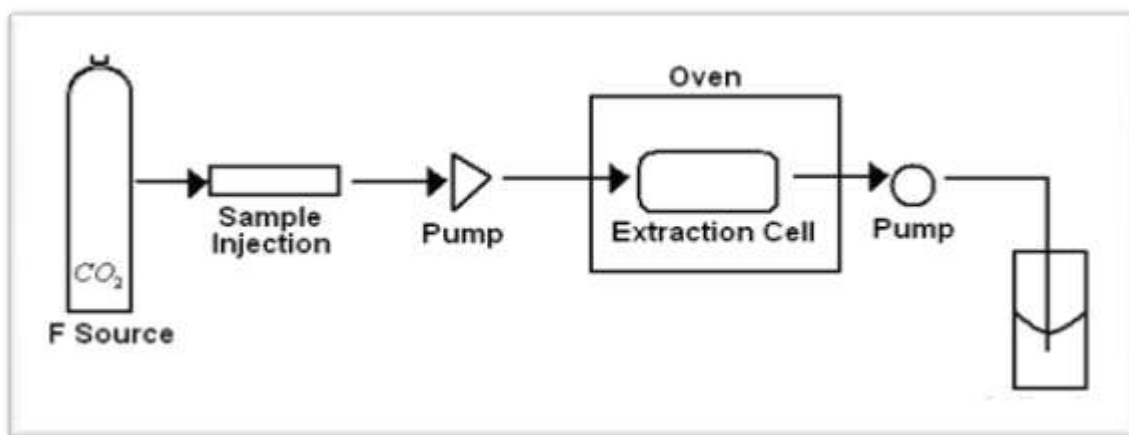 Oven
Sample
Injection
Pump
Extraction Cell
Pump
CO₂
F Source